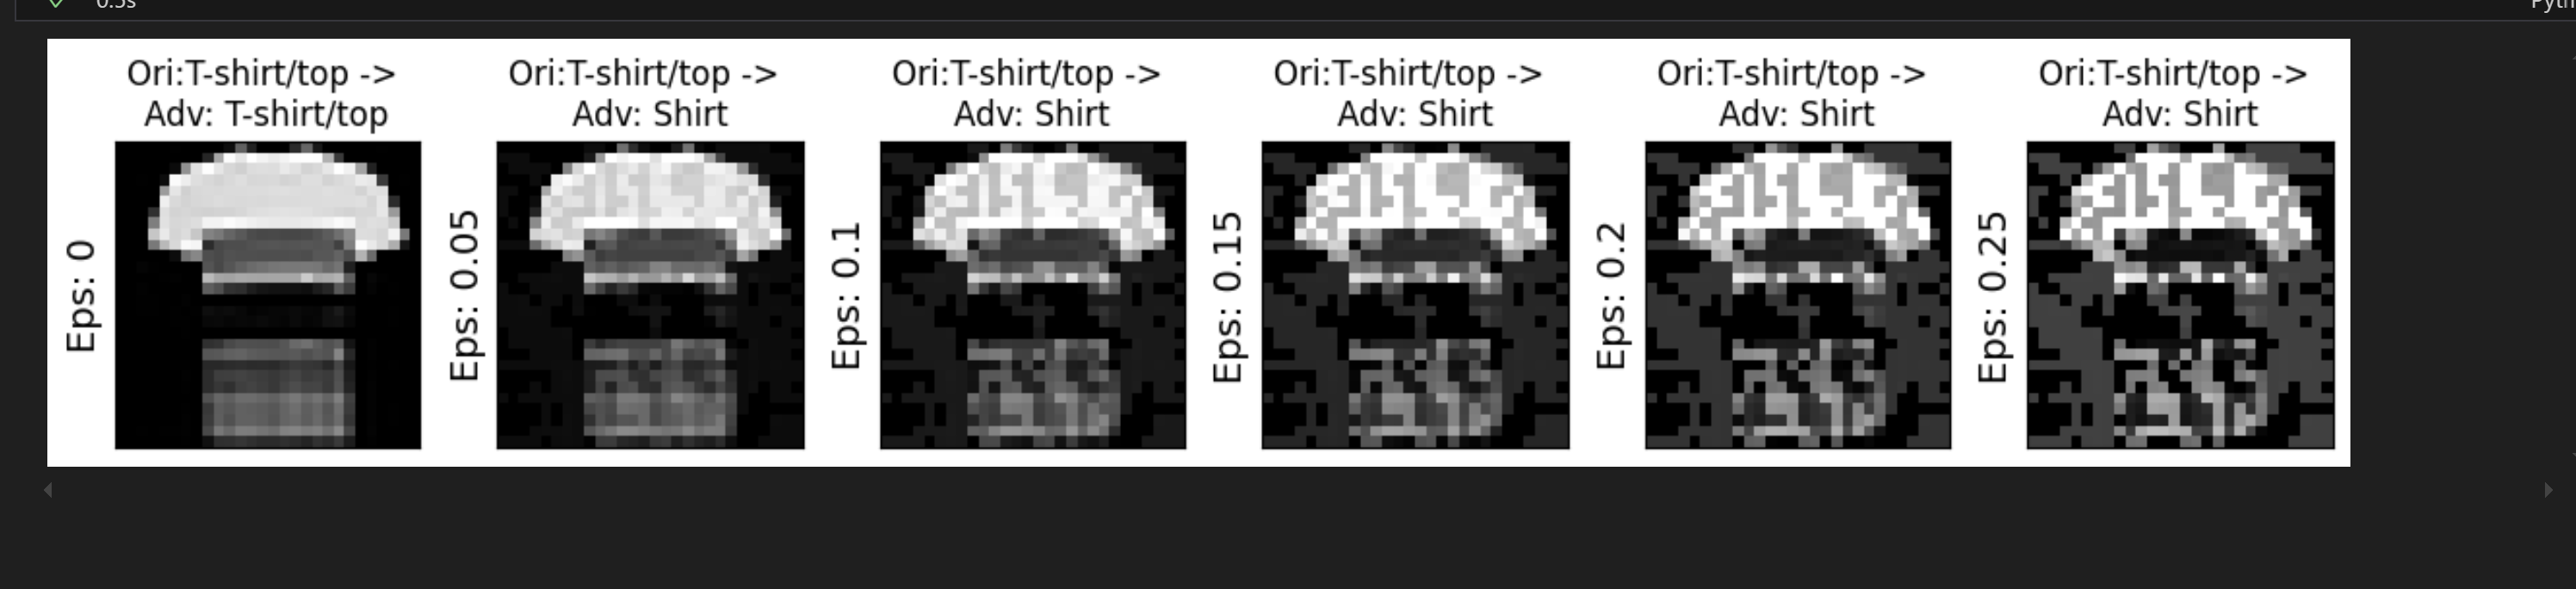 0.5s
Ori:T-shirt/top ->
Adv: T-shirt/top
Eps: 0
Ori:T-shirt/top ->
Adv: Shirt
Eps: 0.05
Ori:T-shirt/top ->
Adv: Shirt
Eps: 0.1
Ori:T-shirt/top ->
Adv: Shirt
Eps: 0.15
Ori:T-shirt/top ->
Adv: Shirt
Eps: 0.2
Ori:T-shirt/top ->
Adv: Shirt
Eps: 0.25